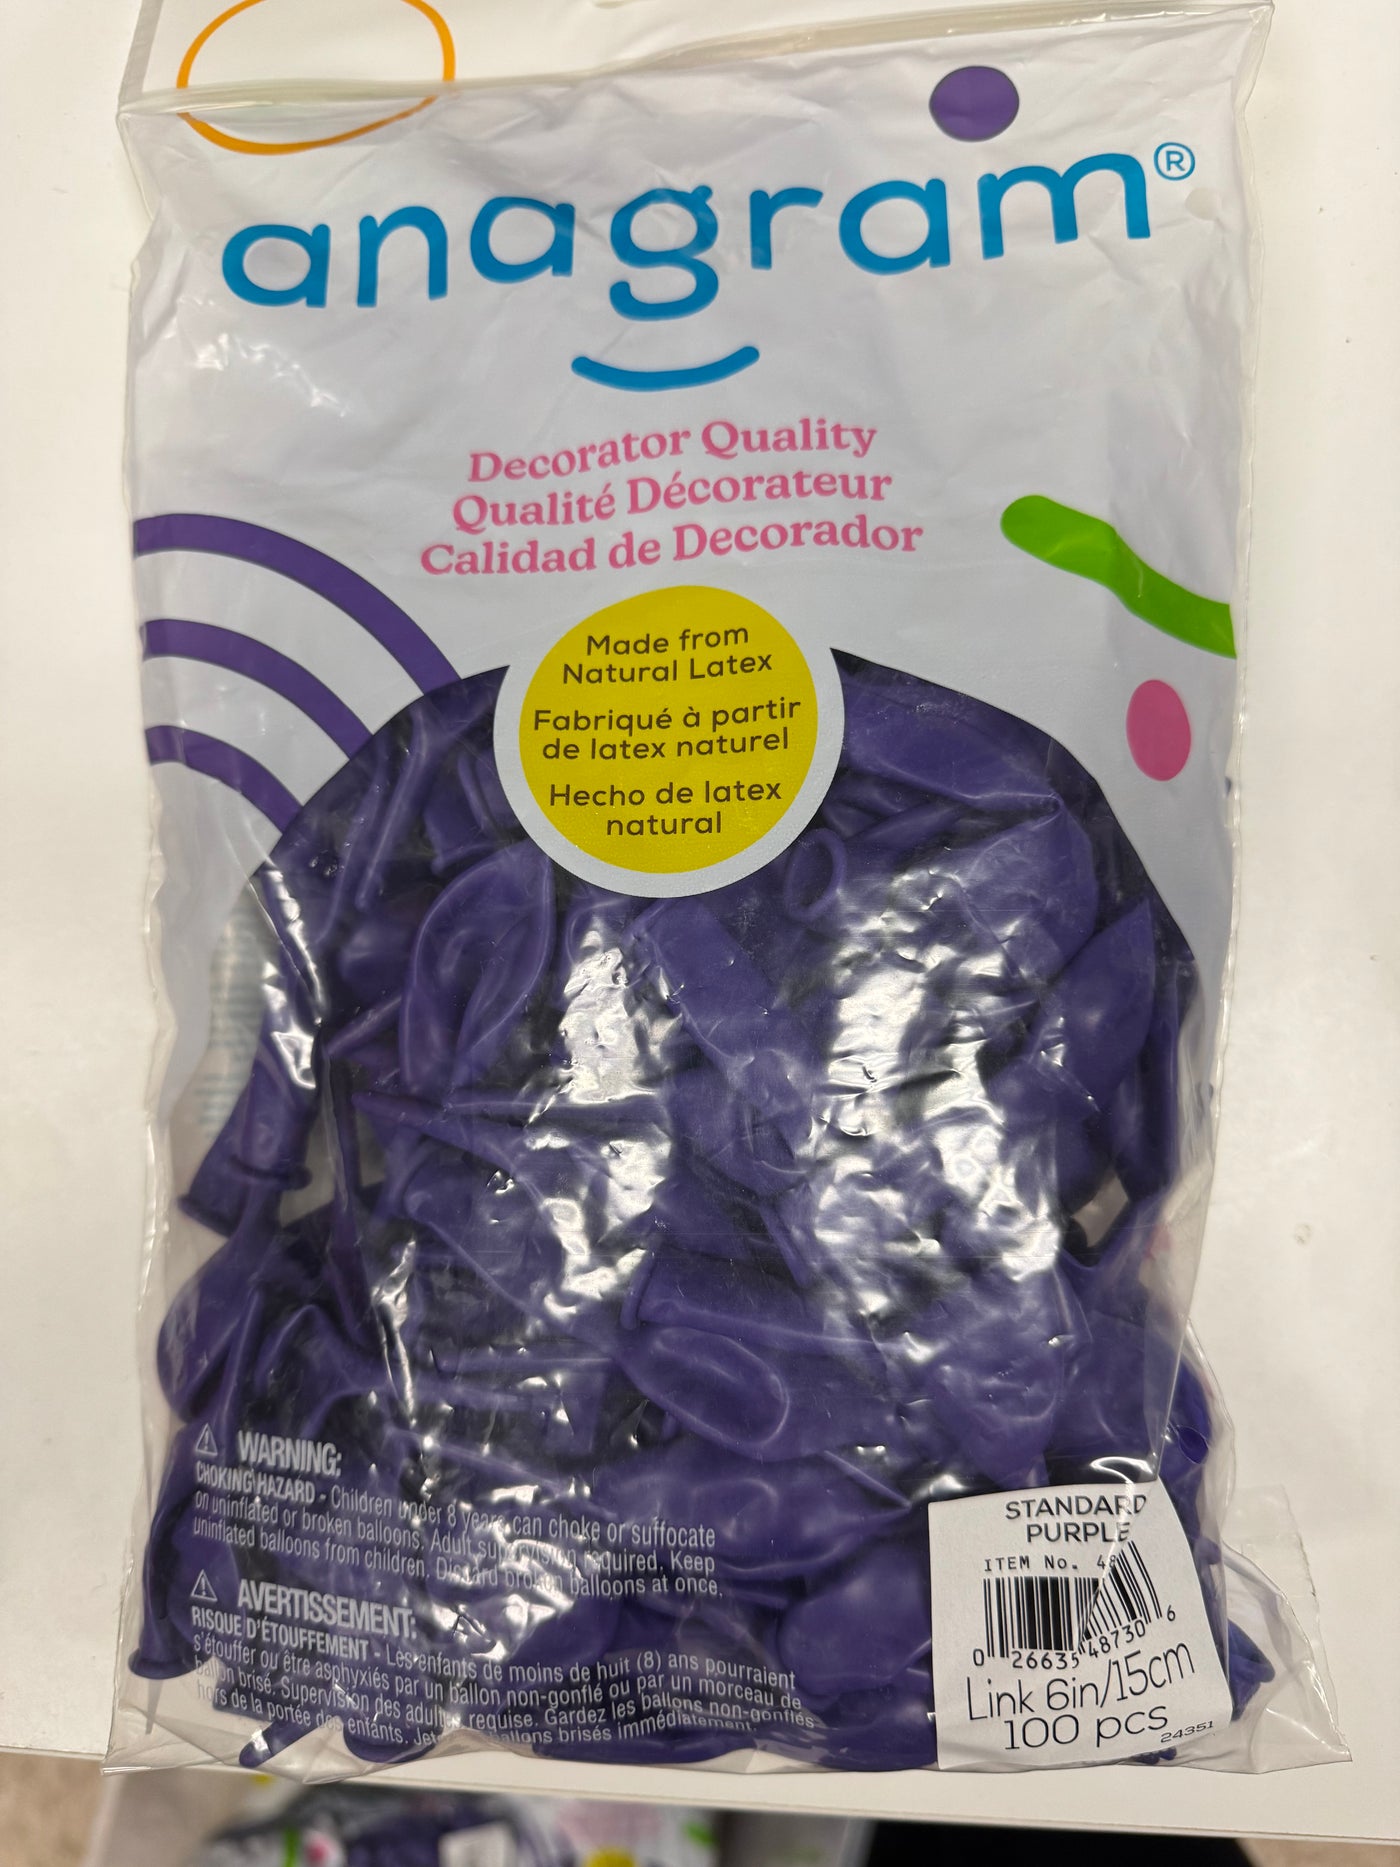 anagram®
Decorator Quality
Qualité Décorateur
Calidad de Decorador
Made from
Natural Latex
Fabriqué à partir
de latex naturel
Hecho de latex
natural
⚠ WARNING:
CHOKING HAZARD - Children under 8 years can choke or suffocate
on uninflated or broken balloons. Adult supervision required. Keep
uninflated balloons from children. Discard broken balloons at once.
⚠ AVERTISSEMENT:
RISQUE D'ÉTOUFFEMENT - Les enfants de moins de huit (8) ans pourraient
s'étouffer ou être asphyxiés par un ballon non-gonflé ou par un morceau de
ballon brisé. Supervision des adultes requise. Gardez les ballons non-gonflés
hors de la portée des enfants. ballons brisés immédiatement.
STANDARD
PURPLE
ITEM No. 48
0 26635 48730 6
Link 6in/15cm
100 pcs
24351